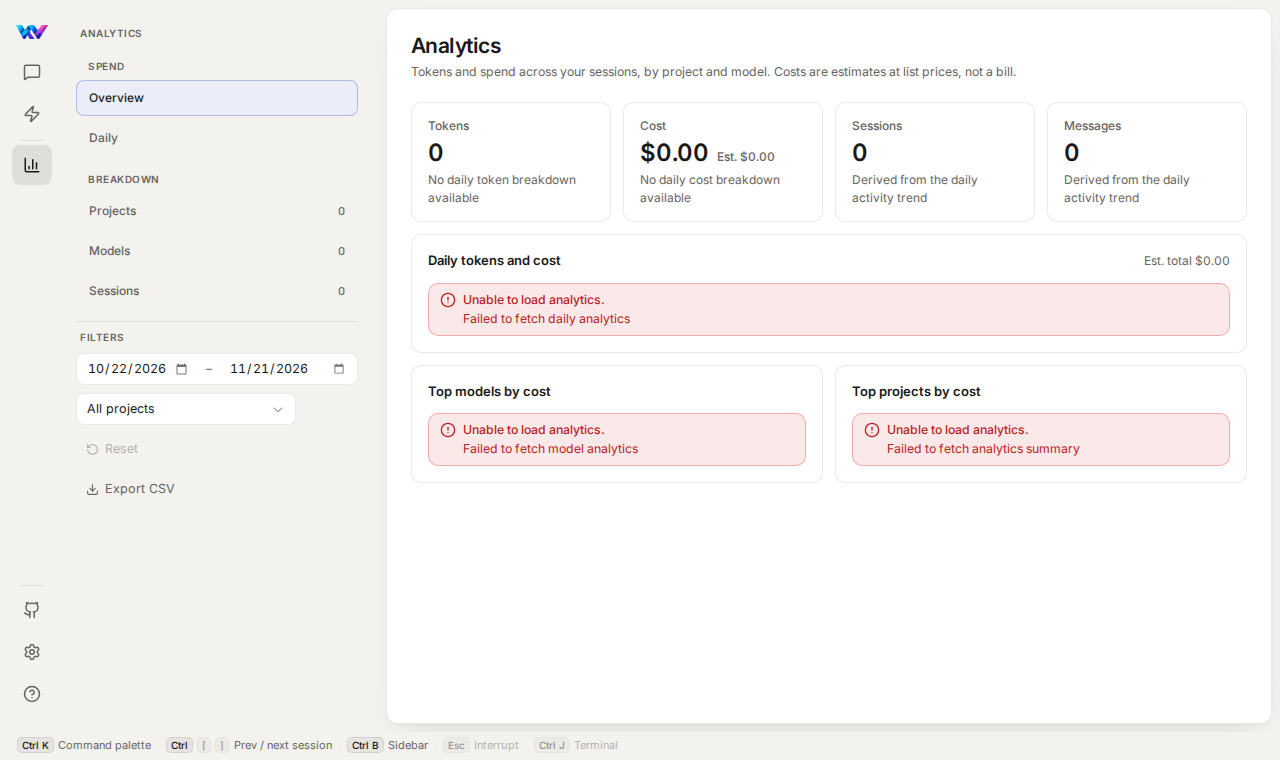 ANALYTICS
SPEND
Overview
Daily
BREAKDOWN
Projects 0
Models 0
Sessions 0
FILTERS
10/22/2026 – 11/21/2026
All projects
Reset
Export CSV
Analytics
Tokens and spend across your sessions, by project and model. Costs are estimates at list prices, not a bill.
Tokens
0
No daily token breakdown
available
Cost
$0.00 Est. $0.00
No daily cost breakdown
available
Sessions
0
Derived from the daily
activity trend
Messages
0
Derived from the daily
activity trend
Daily tokens and cost Est. total $0.00
Unable to load analytics.
Failed to fetch daily analytics
Top models by cost
Unable to load analytics.
Failed to fetch model analytics
Top projects by cost
Unable to load analytics.
Failed to fetch analytics summary
Ctrl K Command palette Ctrl [ ] Prev / next session Ctrl B Sidebar Esc Interrupt Ctrl J Terminal